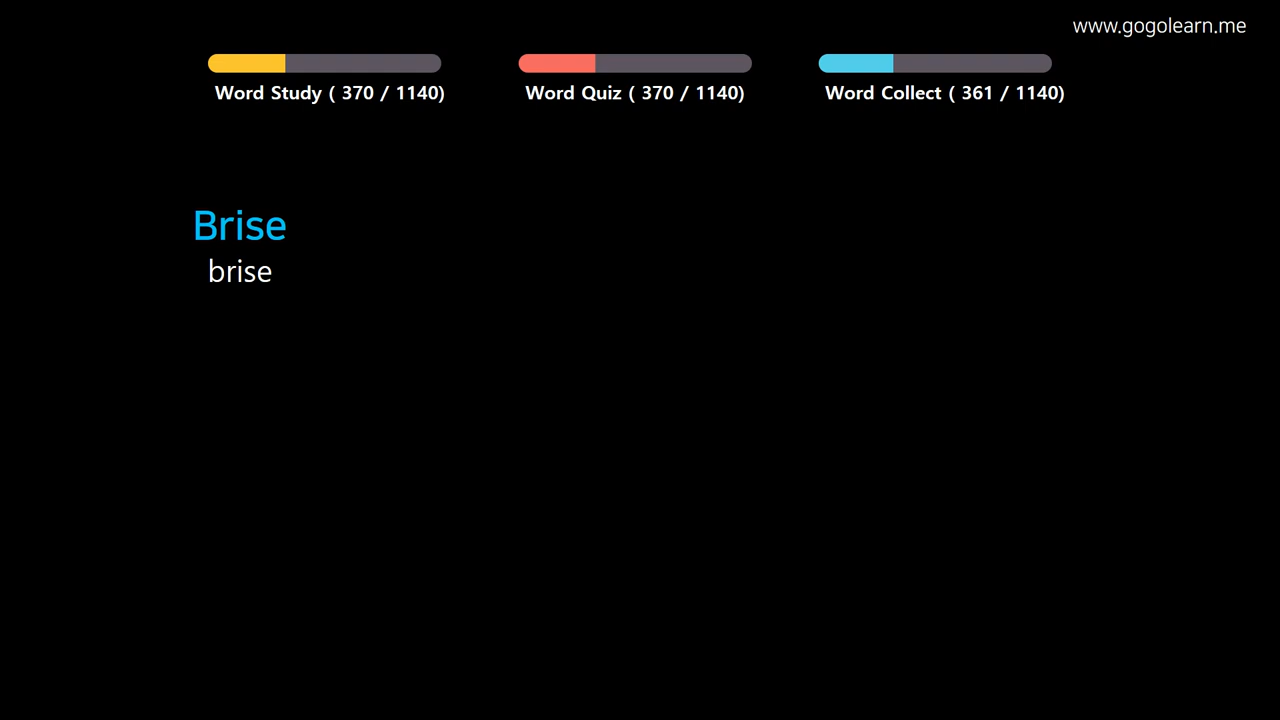 www.gogolearn.me
Word Study ( 370 / 1140)
Word Quiz ( 370 / 1140)
Word Collect ( 361 / 1140)
Brise
brise